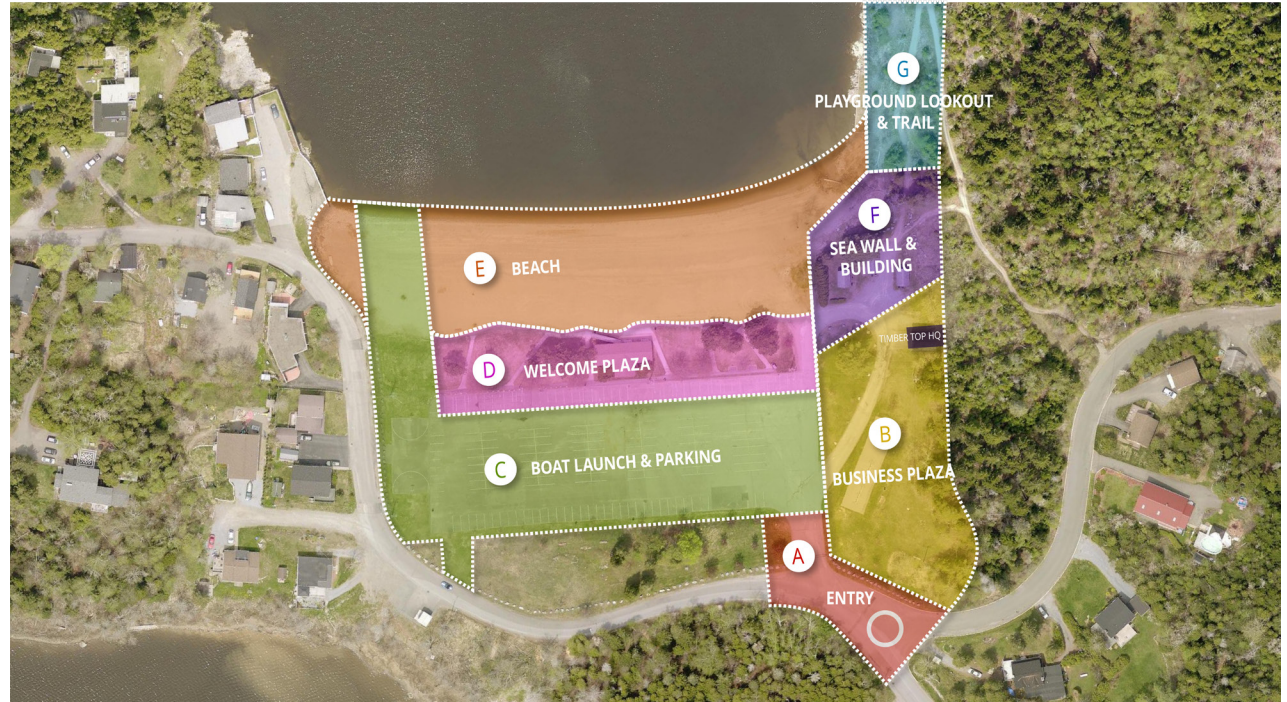 G
PLAYGROUND LOOKOUT
& TRAIL
F
SEA WALL &
BUILDING
E
BEACH
TIMBER TOP HQ
D
WELCOME PLAZA
B
BUSINESS PLAZA
C
BOAT LAUNCH & PARKING
A
ENTRY